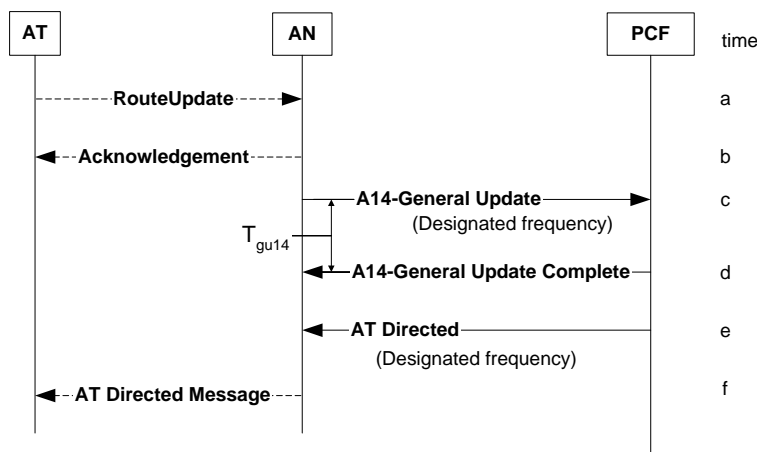 AT
AN
PCF
time
RouteUpdate
a
Acknowledgement
b
A14-General Update
c
(Designated frequency)
Tgu14
A14-General Update Complete
d
AT Directed
e
(Designated frequency)
AT Directed Message
f